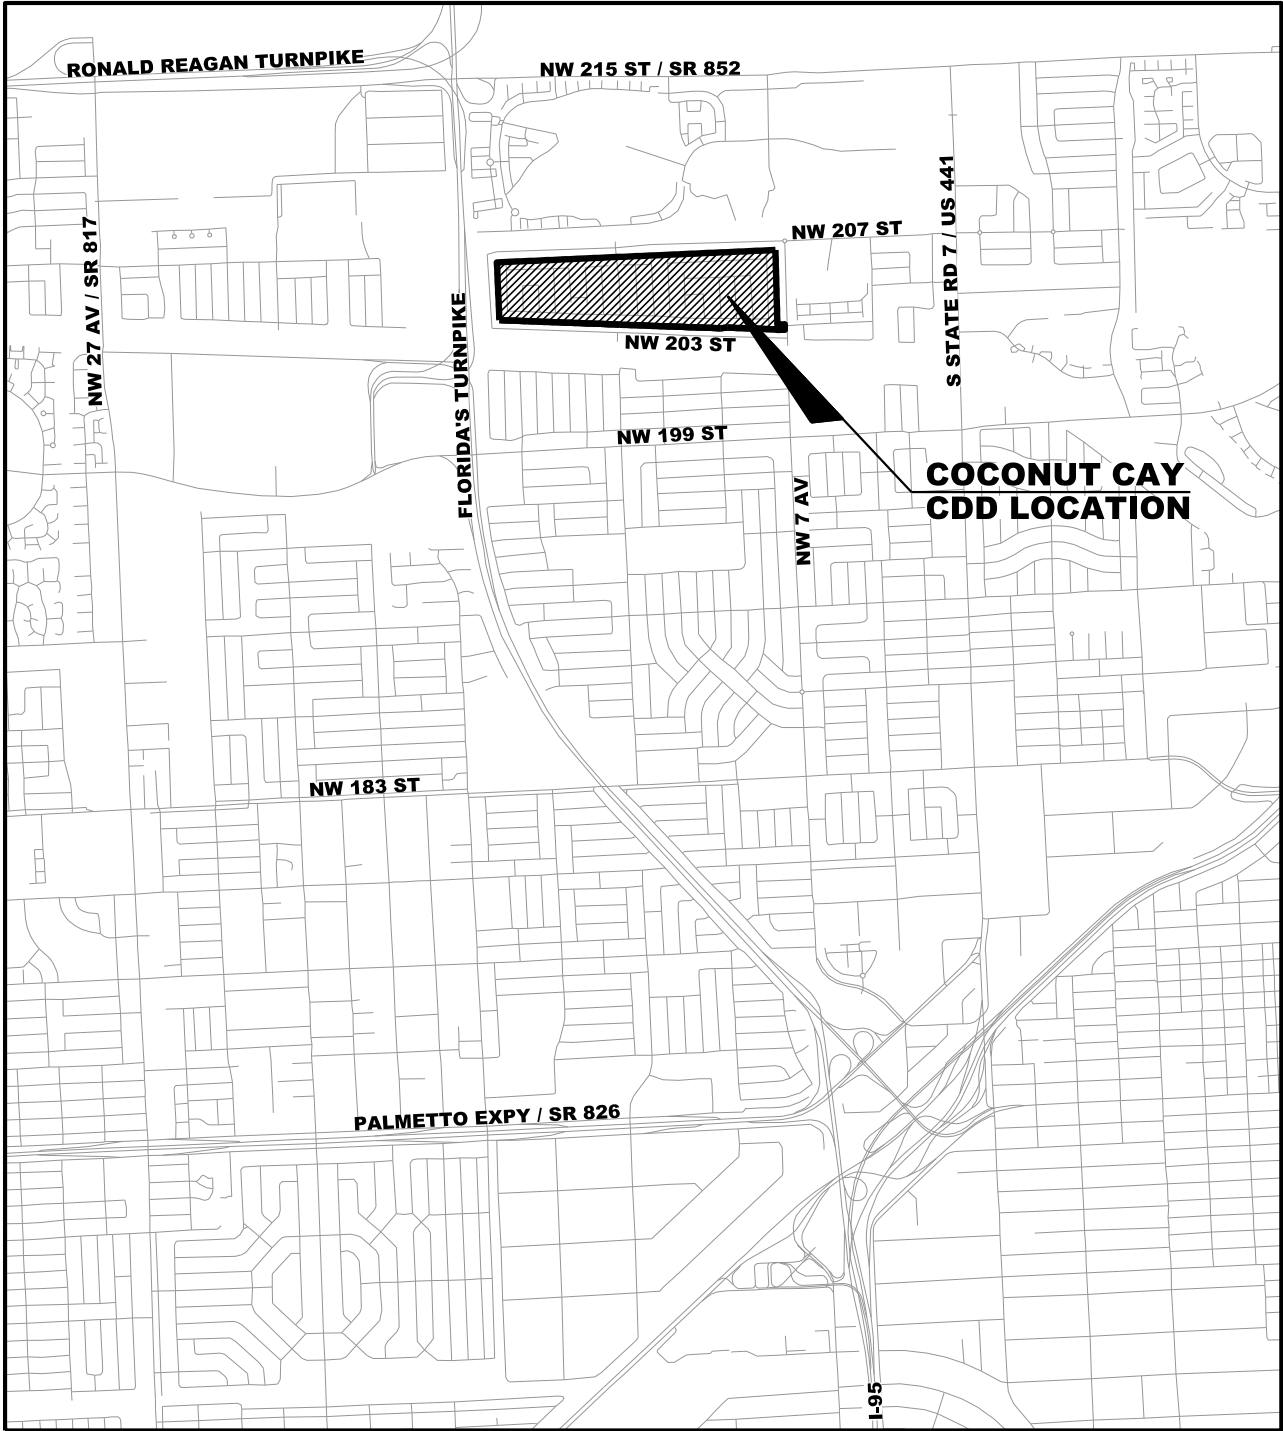 RONALD REAGAN TURNPIKE
NW 215 ST / SR 852
NW 27 AV / SR 817
FLORIDA'S TURNPIKE
S STATE RD 7 / US 441
NW 207 ST
NW 203 ST
NW 199 ST
NW 7 AV
COCONUT CAY
CDD LOCATION
NW 183 ST
PALMETTO EXPY / SR 826
I-95